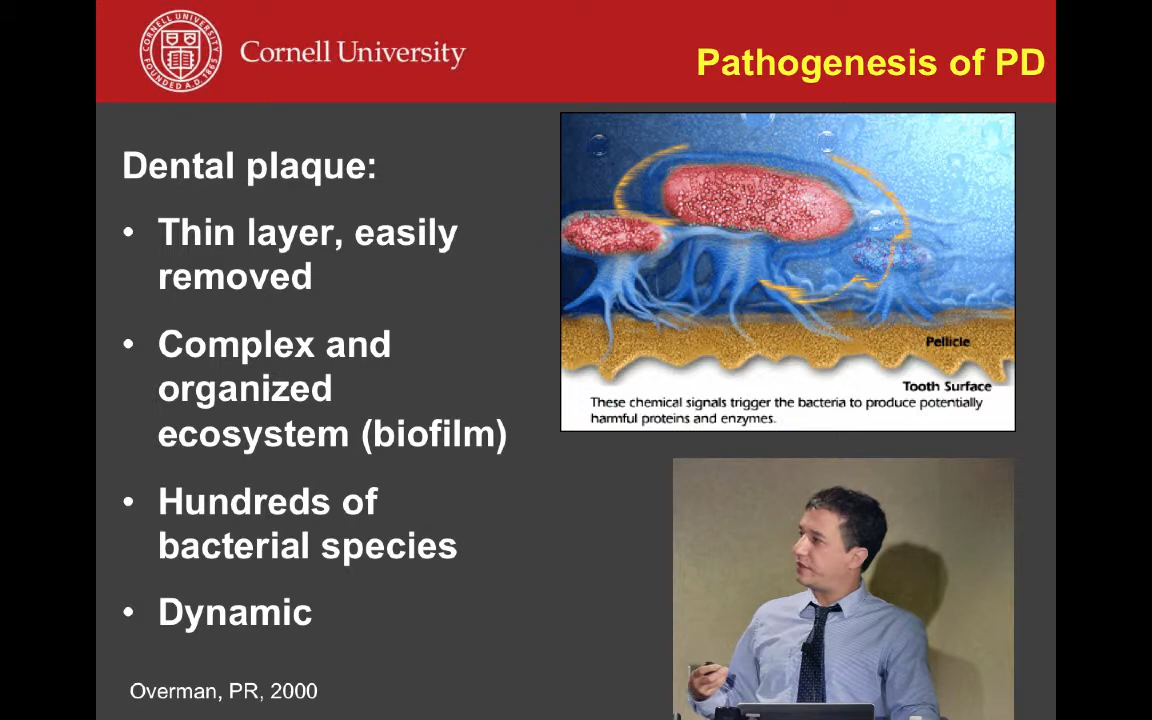 Cornell University
Pathogenesis of PD
Dental plaque:
• Thin layer, easily
removed
• Complex and
organized
ecosystem (biofilm)
• Hundreds of
bacterial species
• Dynamic
Overman, PR, 2000
Pellicle
Tooth Surface
These chemical signals trigger the bacteria to produce potentially
harmful proteins and enzymes.